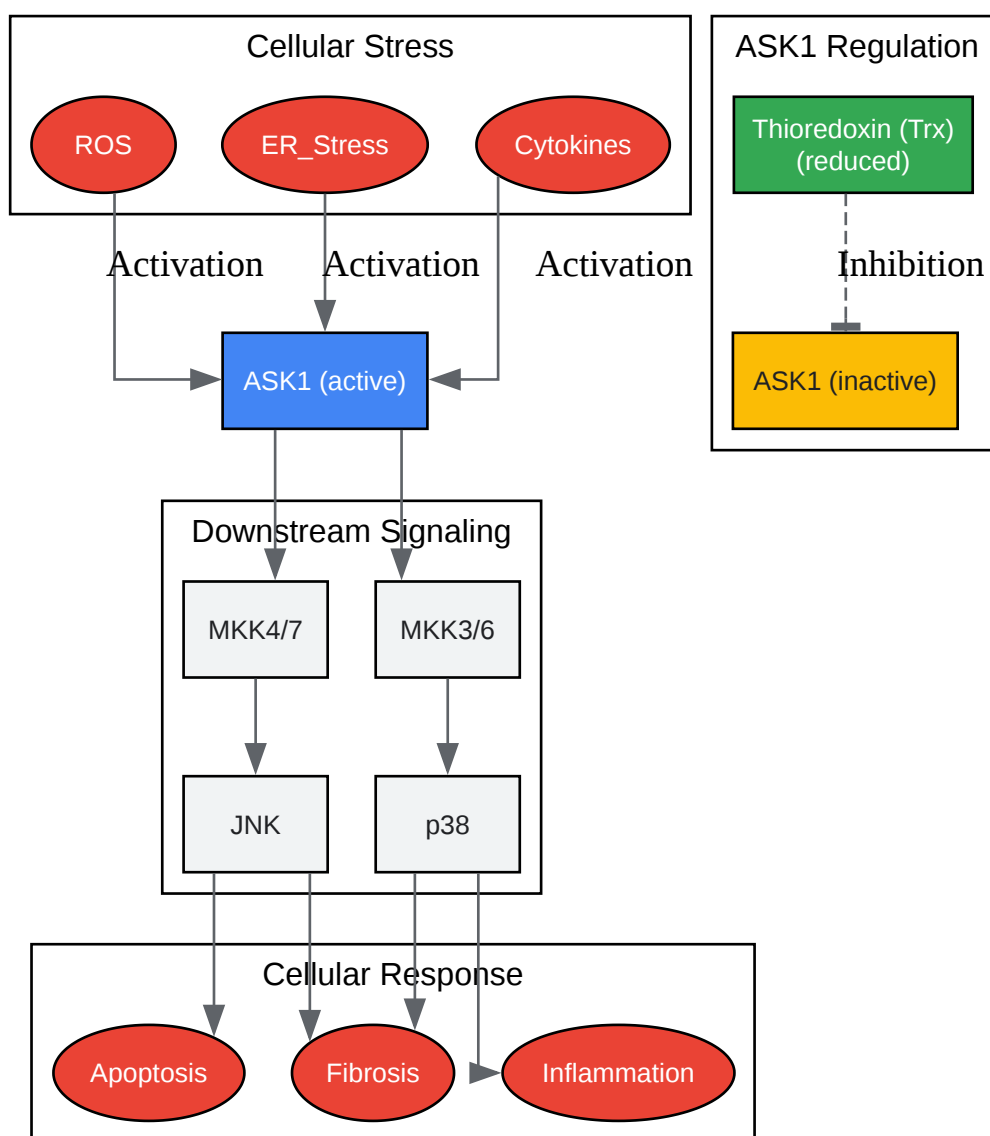 Cellular Stress
ASK1 Regulation
ROS
ER_Stress
Cytokines
Thioredoxin (Trx)
(reduced)
Activation
Activation
Activation
Inhibition
ASK1 (active)
ASK1 (inactive)
Downstream Signaling
MKK4/7
MKK3/6
JNK
p38
Cellular Response
Apoptosis
Fibrosis
Inflammation